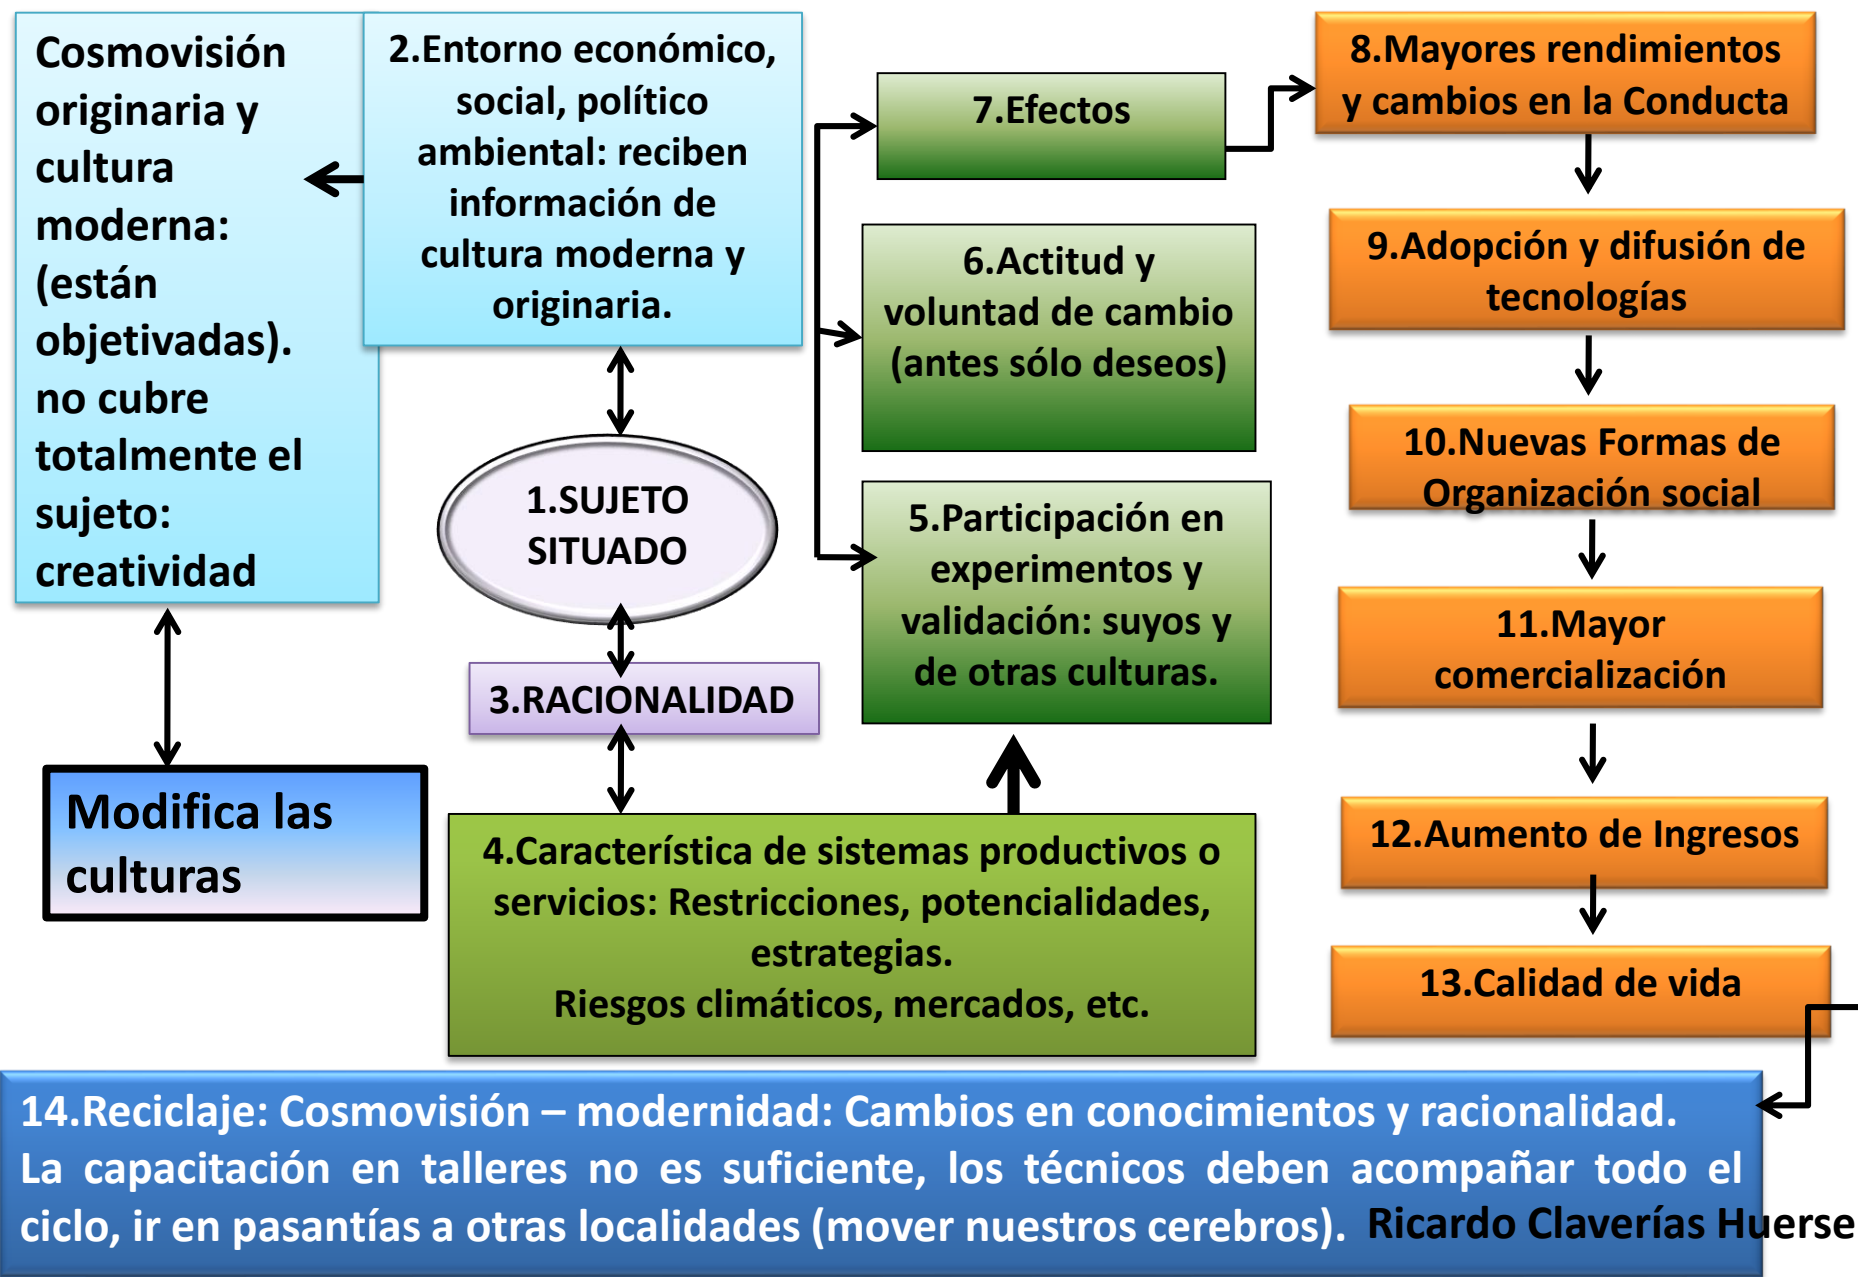 Cosmovisión
originaria y
cultura
moderna:
(están
objetivadas).
no cubre
totalmente el
sujeto:
creatividad
2.Entorno económico,
social, político
ambiental: reciben
información de
cultura moderna y
originaria.
1.SUJETO
SITUADO
3.RACIONALIDAD
Modifica las
culturas
4.Característica de sistemas productivos o
servicios: Restricciones, potencialidades,
estrategias.
Riesgos climáticos, mercados, etc.
7.Efectos
6.Actitud y
voluntad de cambio
(antes sólo deseos)
5.Participación en
experimentos y
validación: suyos y
de otras culturas.
8.Mayores rendimientos
y cambios en la Conducta
9.Adopción y difusión de
tecnologías
10.Nuevas Formas de
Organización social
11.Mayor
comercialización
12.Aumento de Ingresos
13.Calidad de vida
14.Reciclaje: Cosmovisión – modernidad: Cambios en conocimientos y racionalidad.
La capacitación en talleres no es suficiente, los técnicos deben acompañar todo el
ciclo, ir en pasantías a otras localidades (mover nuestros cerebros). Ricardo Claverías Huerse